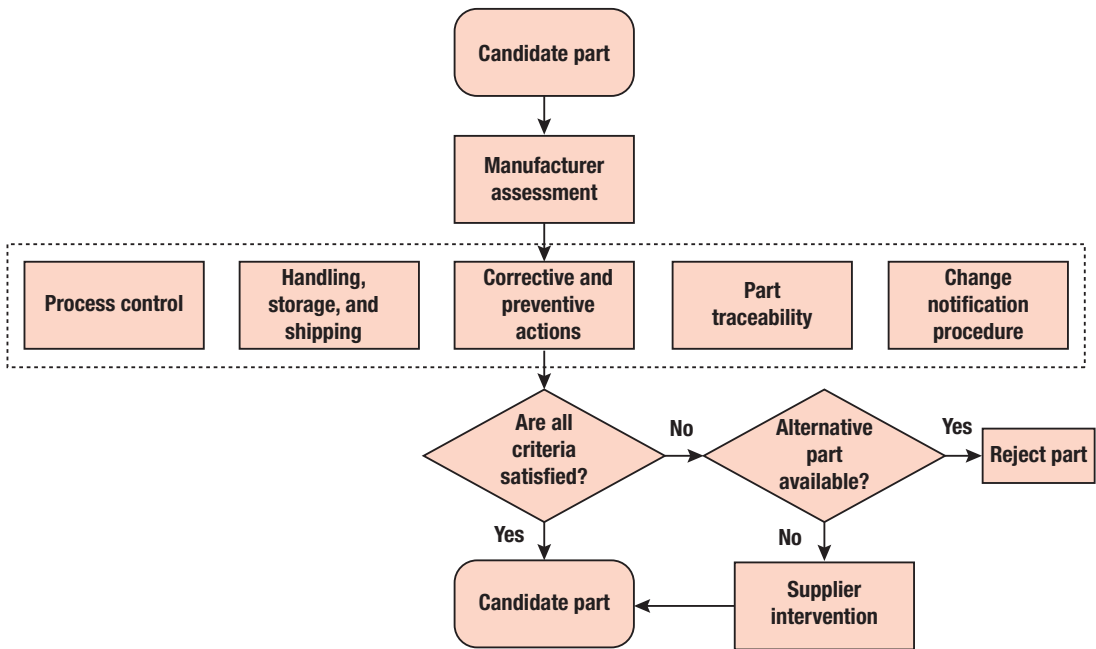 Candidate part
Manufacturer
assessment
Process control
Handling,
storage, and
shipping
Corrective and
preventive
actions
Part
traceability
Change
notification
procedure
Are all
criteria
satisfied?
No
Alternative
part
available?
Yes
Reject part
Yes
No
Candidate part
Supplier
intervention